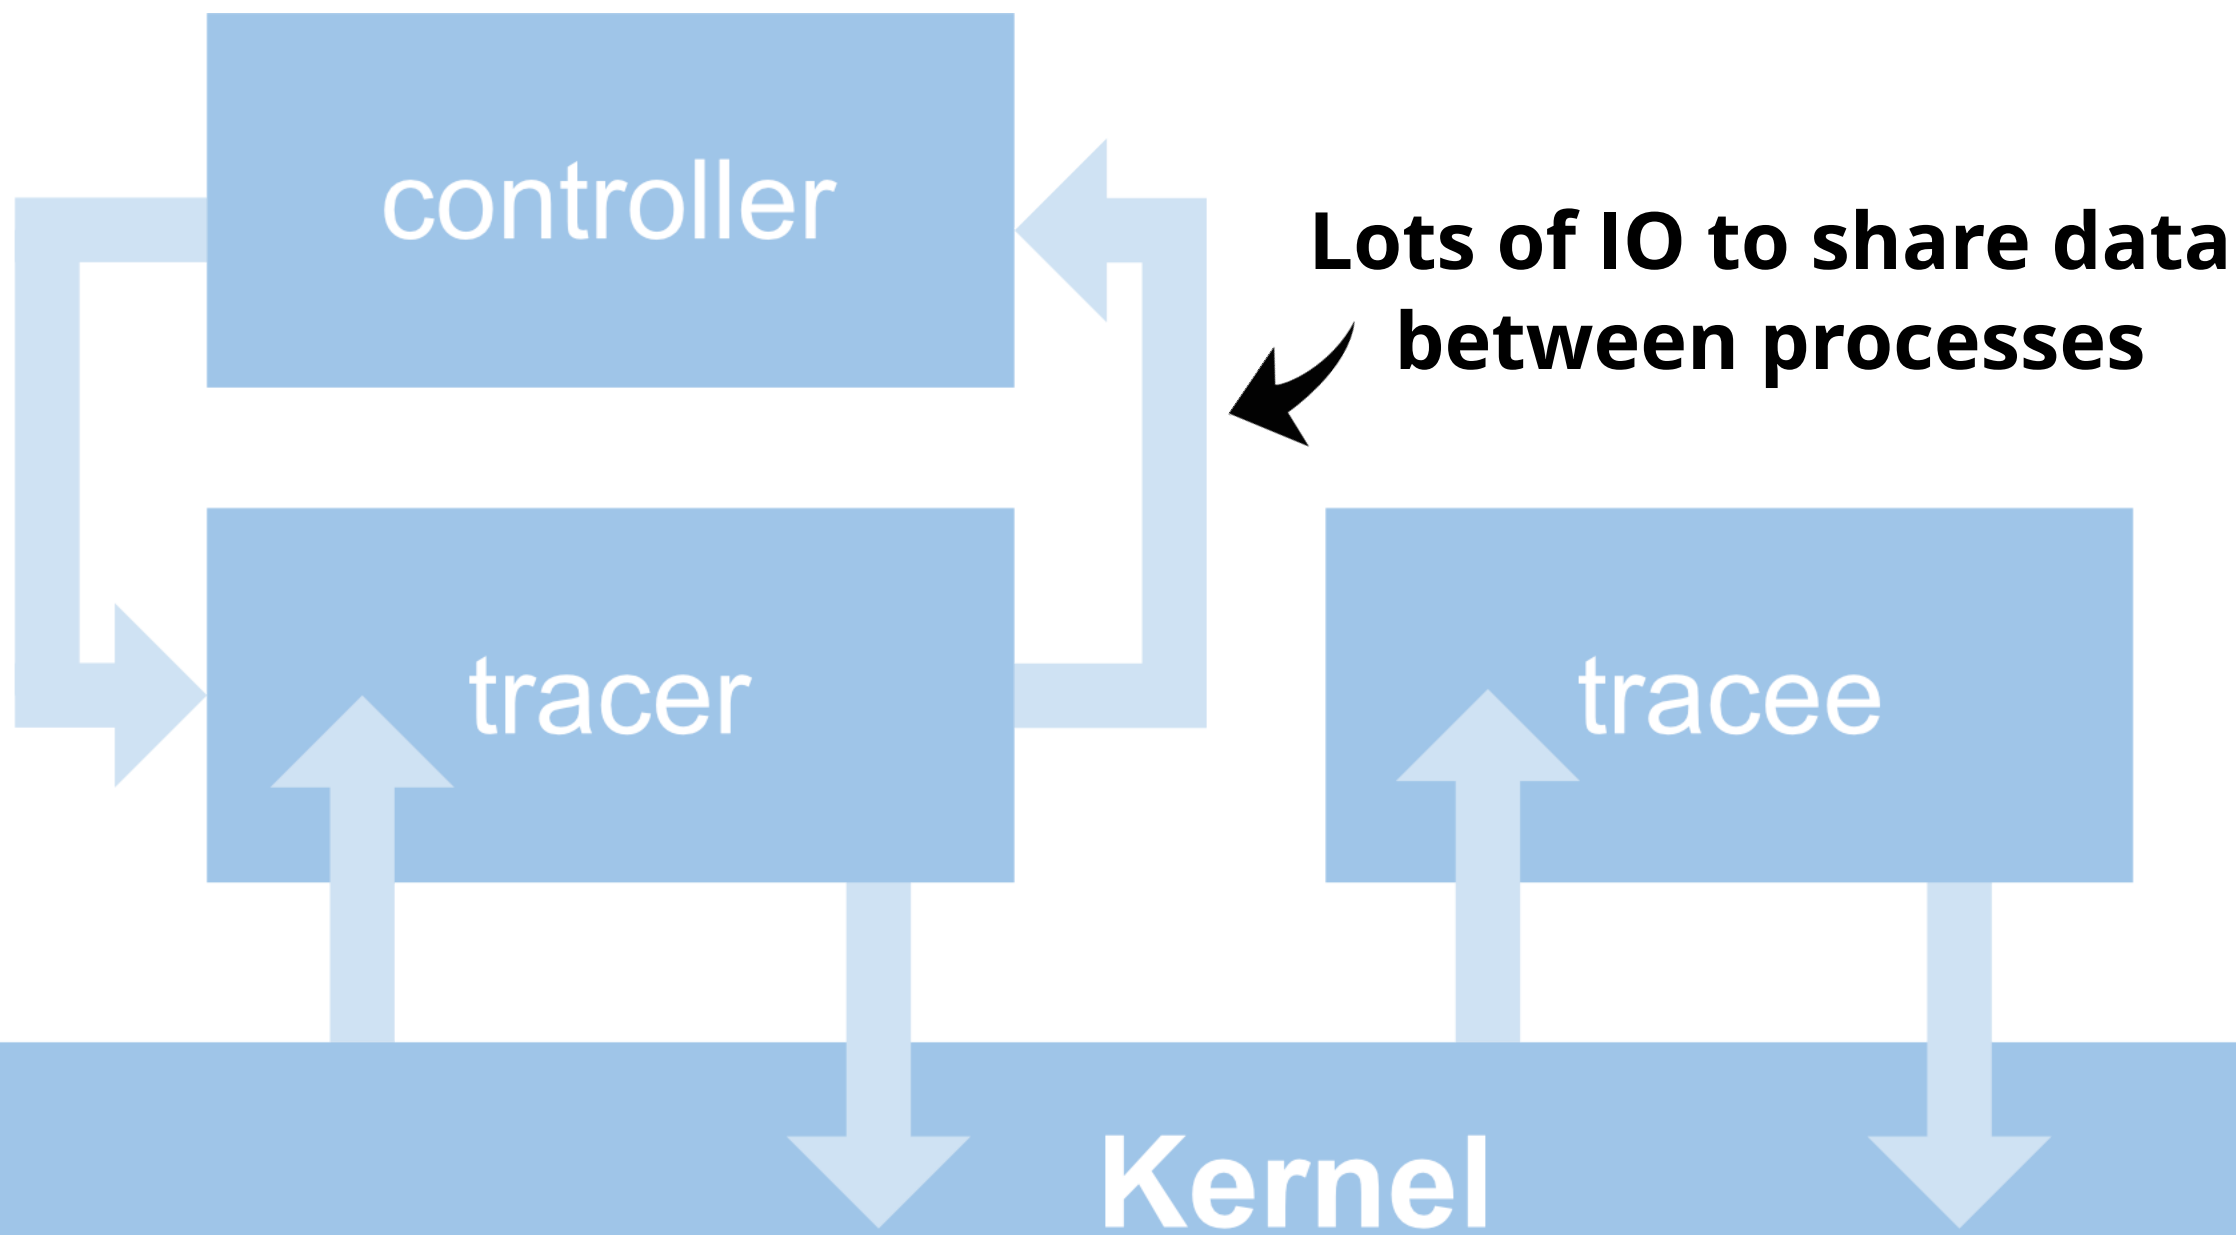 controller
Lots of IO to share data
between processes
tracer
tracee
Kernel